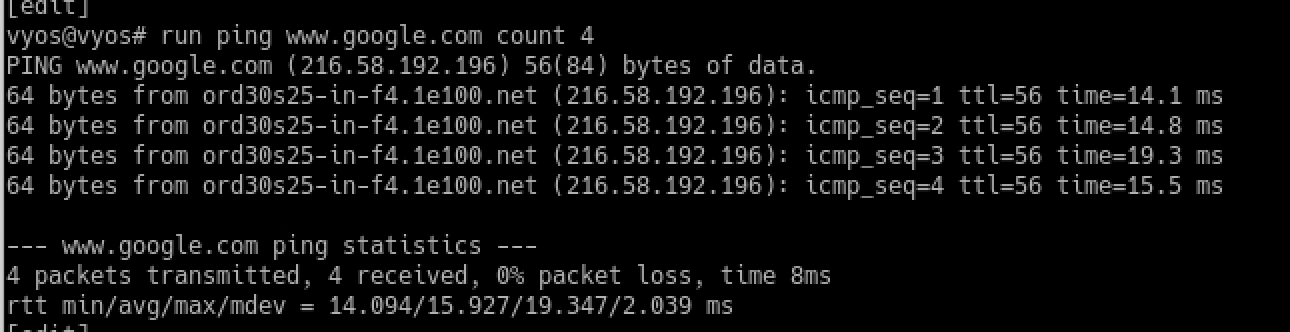 [edit]
vyos@vyos# run ping www.google.com count 4
PING www.google.com (216.58.192.196) 56(84) bytes of data.
64 bytes from ord30s25-in-f4.1e100.net (216.58.192.196): icmp_seq=1 ttl=56 time=14.1 ms
64 bytes from ord30s25-in-f4.1e100.net (216.58.192.196): icmp_seq=2 ttl=56 time=14.8 ms
64 bytes from ord30s25-in-f4.1e100.net (216.58.192.196): icmp_seq=3 ttl=56 time=19.3 ms
64 bytes from ord30s25-in-f4.1e100.net (216.58.192.196): icmp_seq=4 ttl=56 time=15.5 ms
--- www.google.com ping statistics ---
4 packets transmitted, 4 received, 0% packet loss, time 8ms
rtt min/avg/max/mdev = 14.094/15.927/19.347/2.039 ms
[edit]